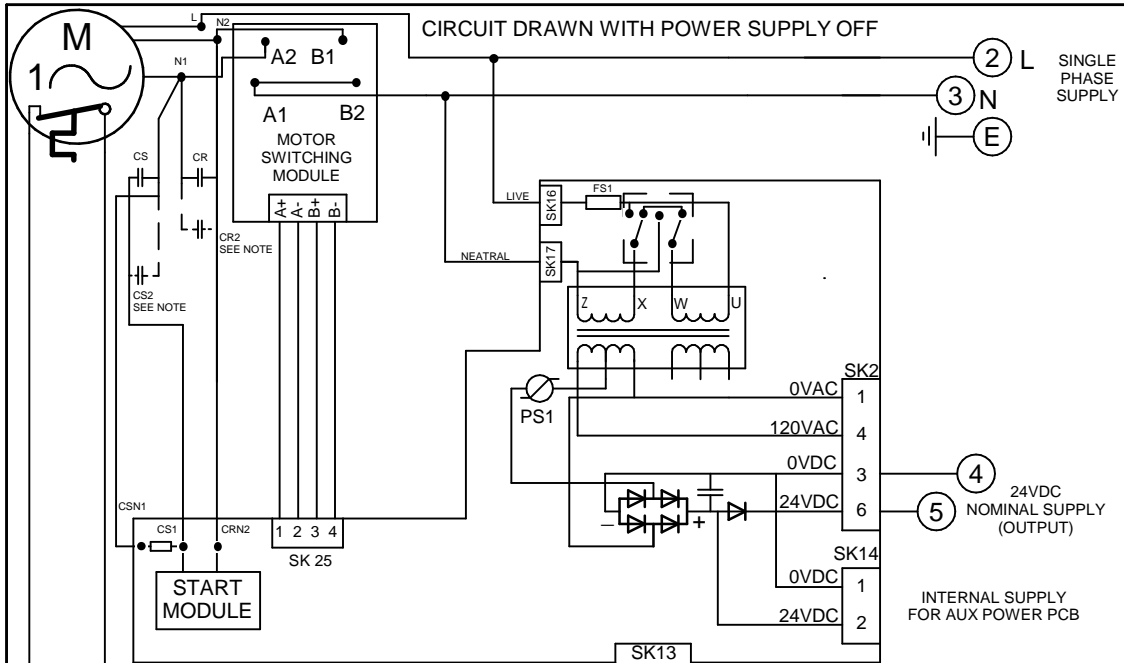 CIRCUIT DRAWN WITH POWER SUPPLY OFF
M
1
L
N2
N1
A2
B1
A1
B2
MOTOR
SWITCHING
MODULE
A+
A-
B+
B-
2
L
SINGLE
PHASE
SUPPLY
3
N
E
CS
CR
CR2
SEE NOTE
CS2
SEE NOTE
LIVE
SK16
FS1
NEATRAL
SK17
Z
X
W
U
PS1
SK2
0VAC
1
120VAC
4
0VDC
3
4
24VDC
6
5
24VDC
NOMINAL SUPPLY
(OUTPUT)
–
+
SK14
0VDC
1
24VDC
2
INTERNAL SUPPLY
FOR AUX POWER PCB
CSN1
CS1
CRN2
1 2 3 4
SK 25
START
MODULE
SK13